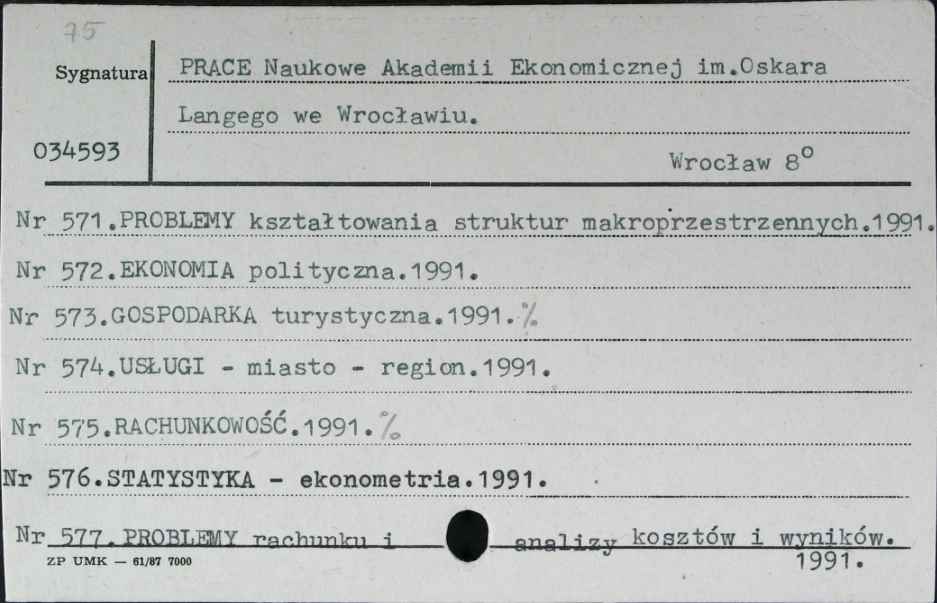 75
Sygnatura
PRACE Naukowe Akademii Ekonomicznej im.Oskara
Langego we Wrocławiu.
034593
Wrocław 8°
Nr 571.PROBLEMY kształtowania struktur makroprzestrzennych.1991.
Nr 572.EKONOMIA polityczna.1991.
Nr 573.GOSPODARKA turystyczna.1991.%
Nr 574.USŁUGI - miasto - region.1991.
Nr 575.RACHUNKOWOŚĆ.1991.%
Nr 576.STATYSTYKA - ekonometria.1991.
Nr 577.PROBLEMY rachunku i analizy kosztów i wyników.
1991.
ZP UMK — 61/87 7000